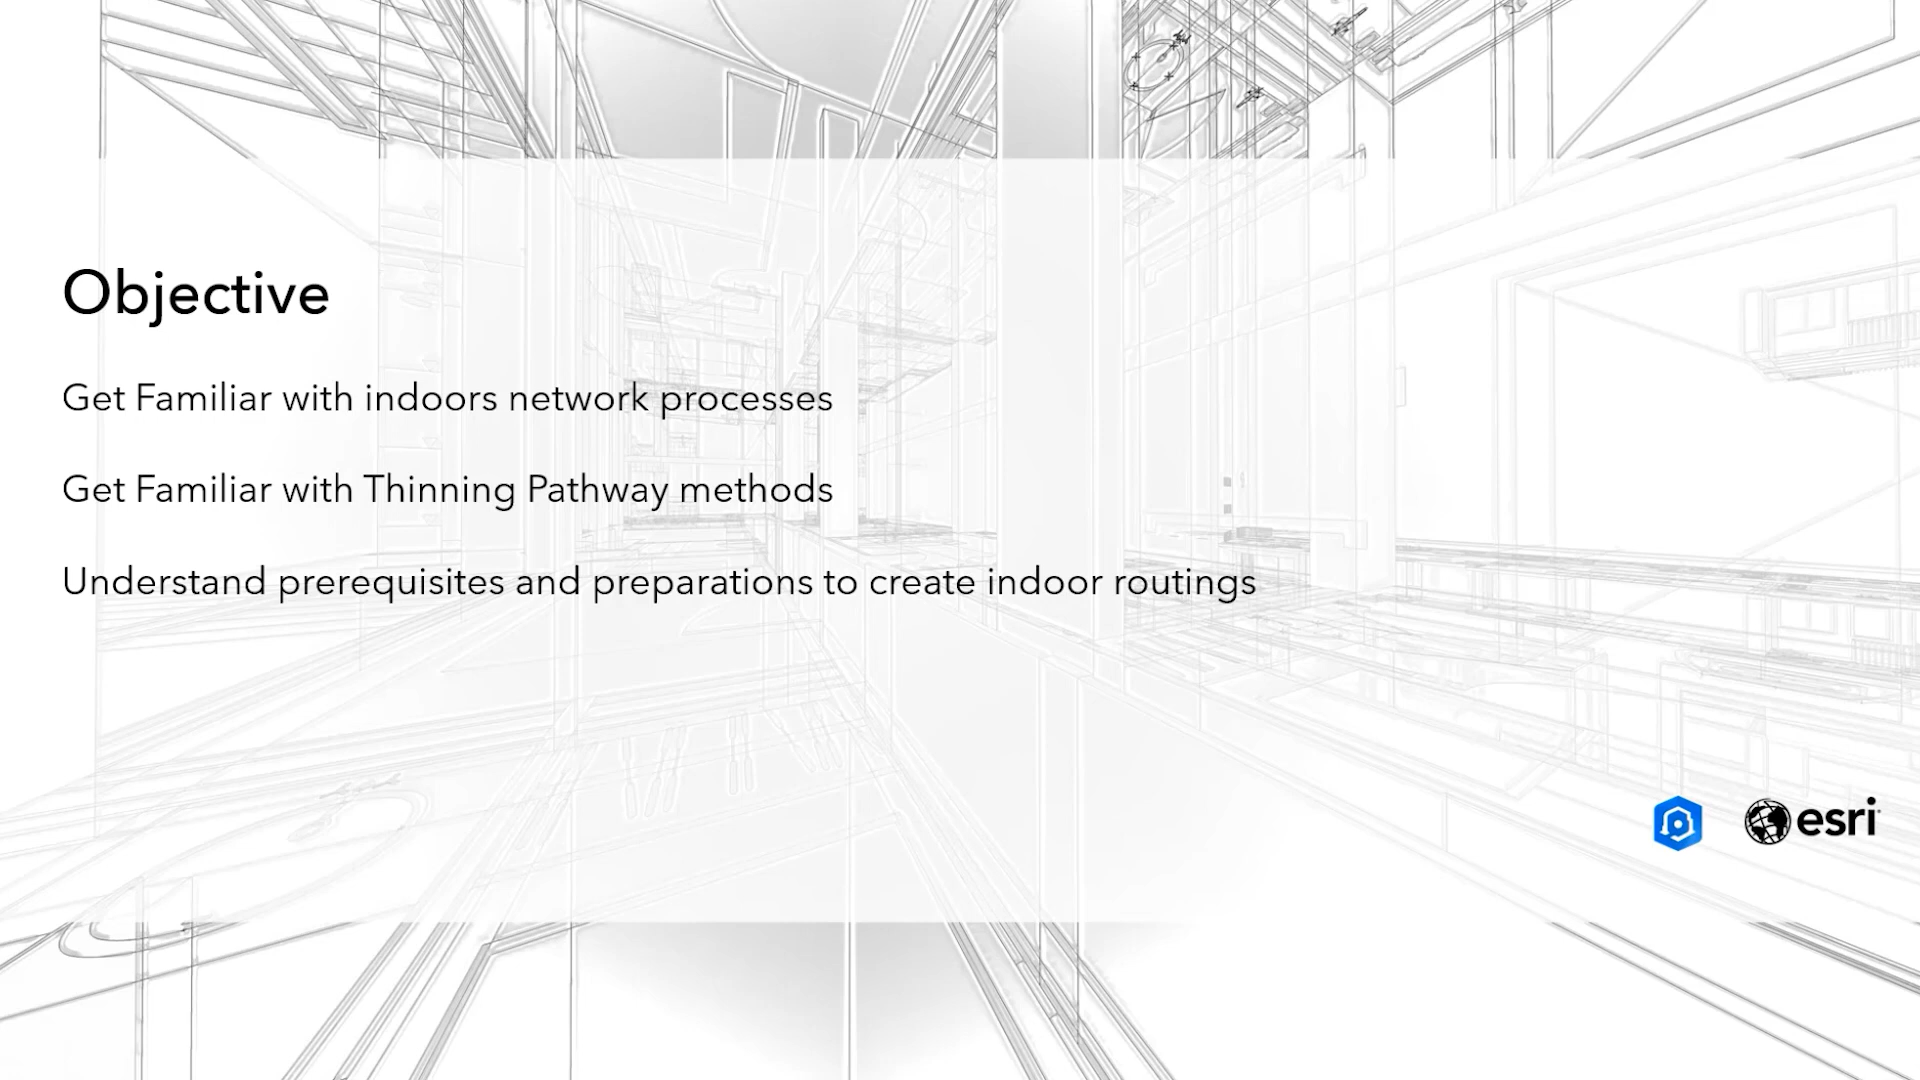 Objective
Get Familiar with indoors network processes
Get Familiar with Thinning Pathway methods
Understand prerequisites and preparations to create indoor routings
esri